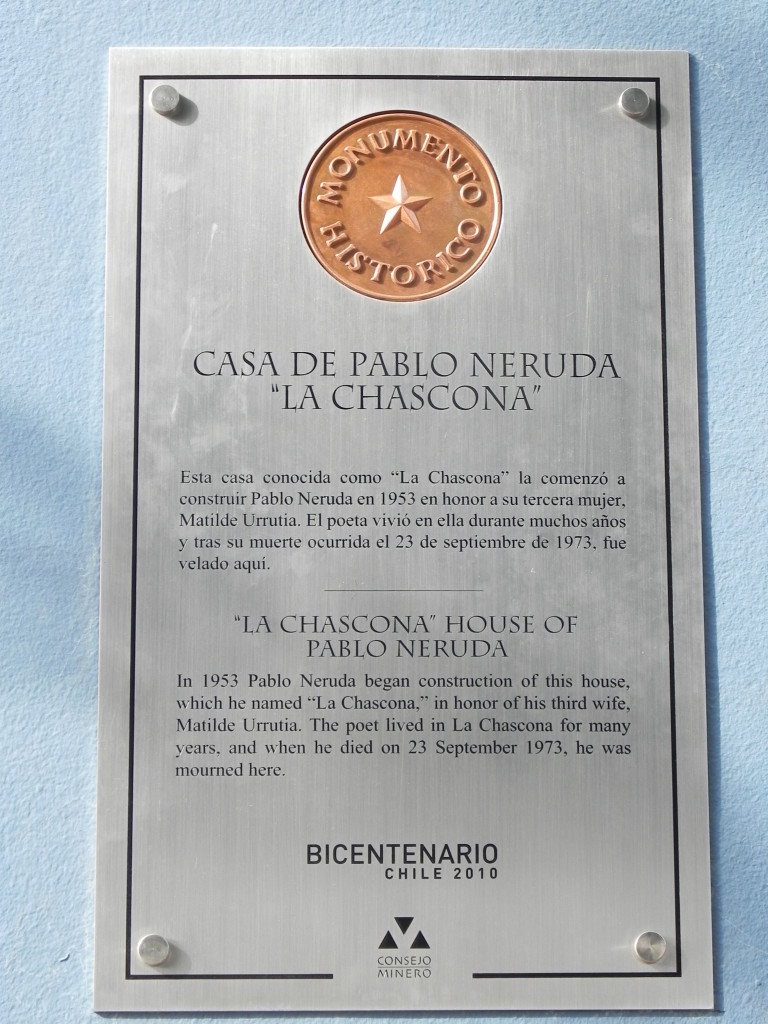 MONUMENTO
HISTORICO
CASA DE PABLO NERUDA
“LA CHASCONA”
Esta casa conocida como “La Chascona” la comenzó a
construir Pablo Neruda en 1953 en honor a su tercera mujer,
Matilde Urrutia. El poeta vivió en ella durante muchos años
y tras su muerte ocurrida el 23 de septiembre de 1973, fue
velado aquí.
“LA CHASCONA” HOUSE OF
PABLO NERUDA
In 1953 Pablo Neruda began construction of this house,
which he named “La Chascona,” in honor of his third wife,
Matilde Urrutia. The poet lived in La Chascona for many
years, and when he died on 23 September 1973, he was
mourned here.
BICENTENARIO
CHILE 2010
CONSEJO
MINERO